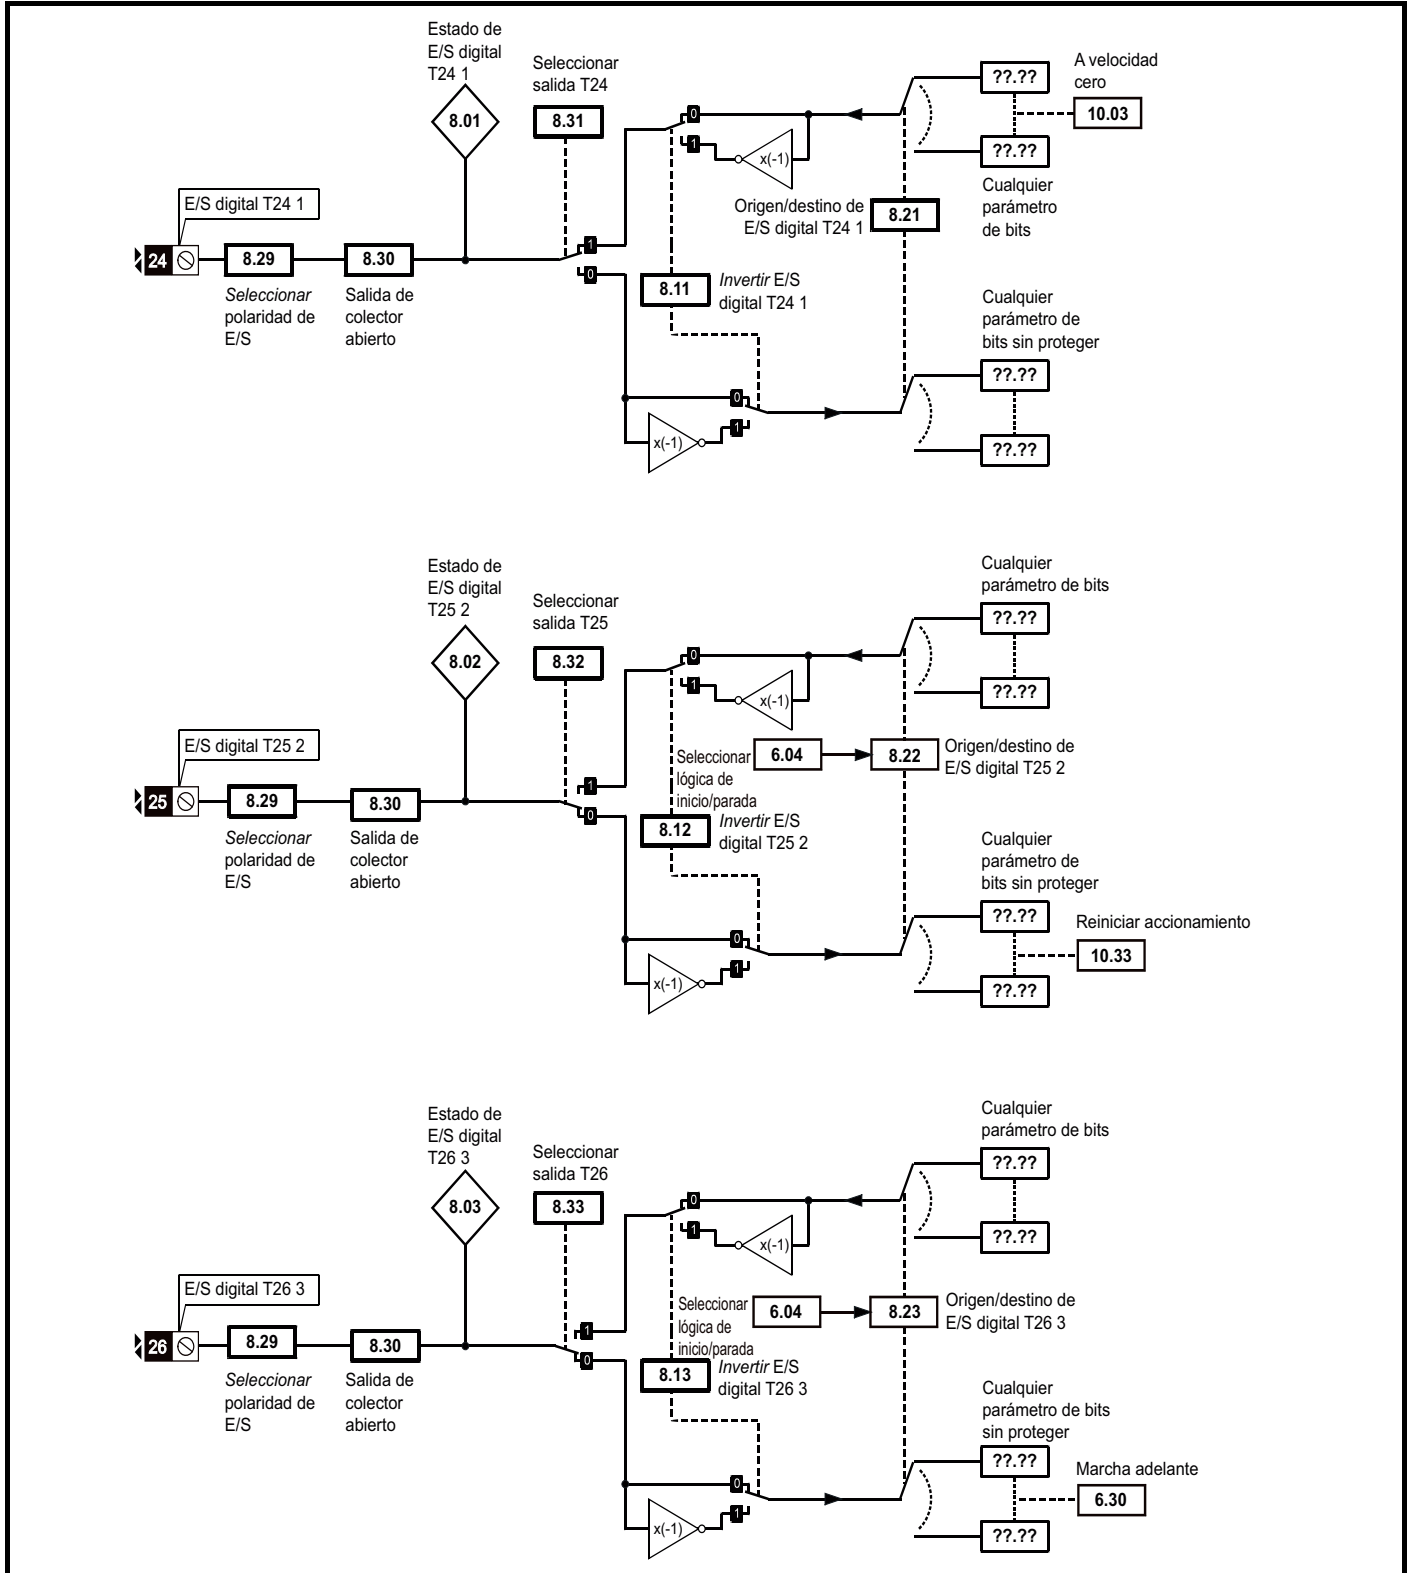 Estado de
E/S digital
T24 1
8.01
Seleccionar
salida T24
8.31
0
1
x(-1)
??.??
??.??
A velocidad
cero
10.03
Cualquier
parámetro
de bits
Origen/destino de
E/S digital T24 1
8.21
E/S digital T24 1
24
8.29
8.30
1
0
Seleccionar
polaridad de
E/S
Salida de
colector
abierto
8.11
Invertir E/S
digital T24 1
Cualquier
parámetro de
bits sin proteger
??.??
??.??
0
1
x(-1)
Estado de
E/S digital
T25 2
8.02
Seleccionar
salida T25
8.32
0
1
x(-1)
Cualquier
parámetro de bits
??.??
??.??
E/S digital T25 2
25
8.29
8.30
1
0
Seleccionar
polaridad de
E/S
Salida de
colector
abierto
Seleccionar
lógica de
inicio/parada
6.04
8.22
Origen/destino de
E/S digital T25 2
8.12
Invertir E/S
digital T25 2
Cualquier
parámetro de
bits sin proteger
??.??
??.??
Reiniciar accionamiento
10.33
0
1
x(-1)
Estado de
E/S digital
T26 3
8.03
Seleccionar
salida T26
8.33
0
1
x(-1)
Cualquier
parámetro de bits
??.??
??.??
E/S digital T26 3
26
8.29
8.30
1
0
Seleccionar
polaridad de
E/S
Salida de
colector
abierto
Seleccionar
lógica de
inicio/parada
6.04
8.23
Origen/destino de
E/S digital T26 3
8.13
Invertir E/S
digital T26 3
Cualquier
parámetro de bits
sin proteger
??.??
??.??
Marcha adelante
6.30
0
1
x(-1)